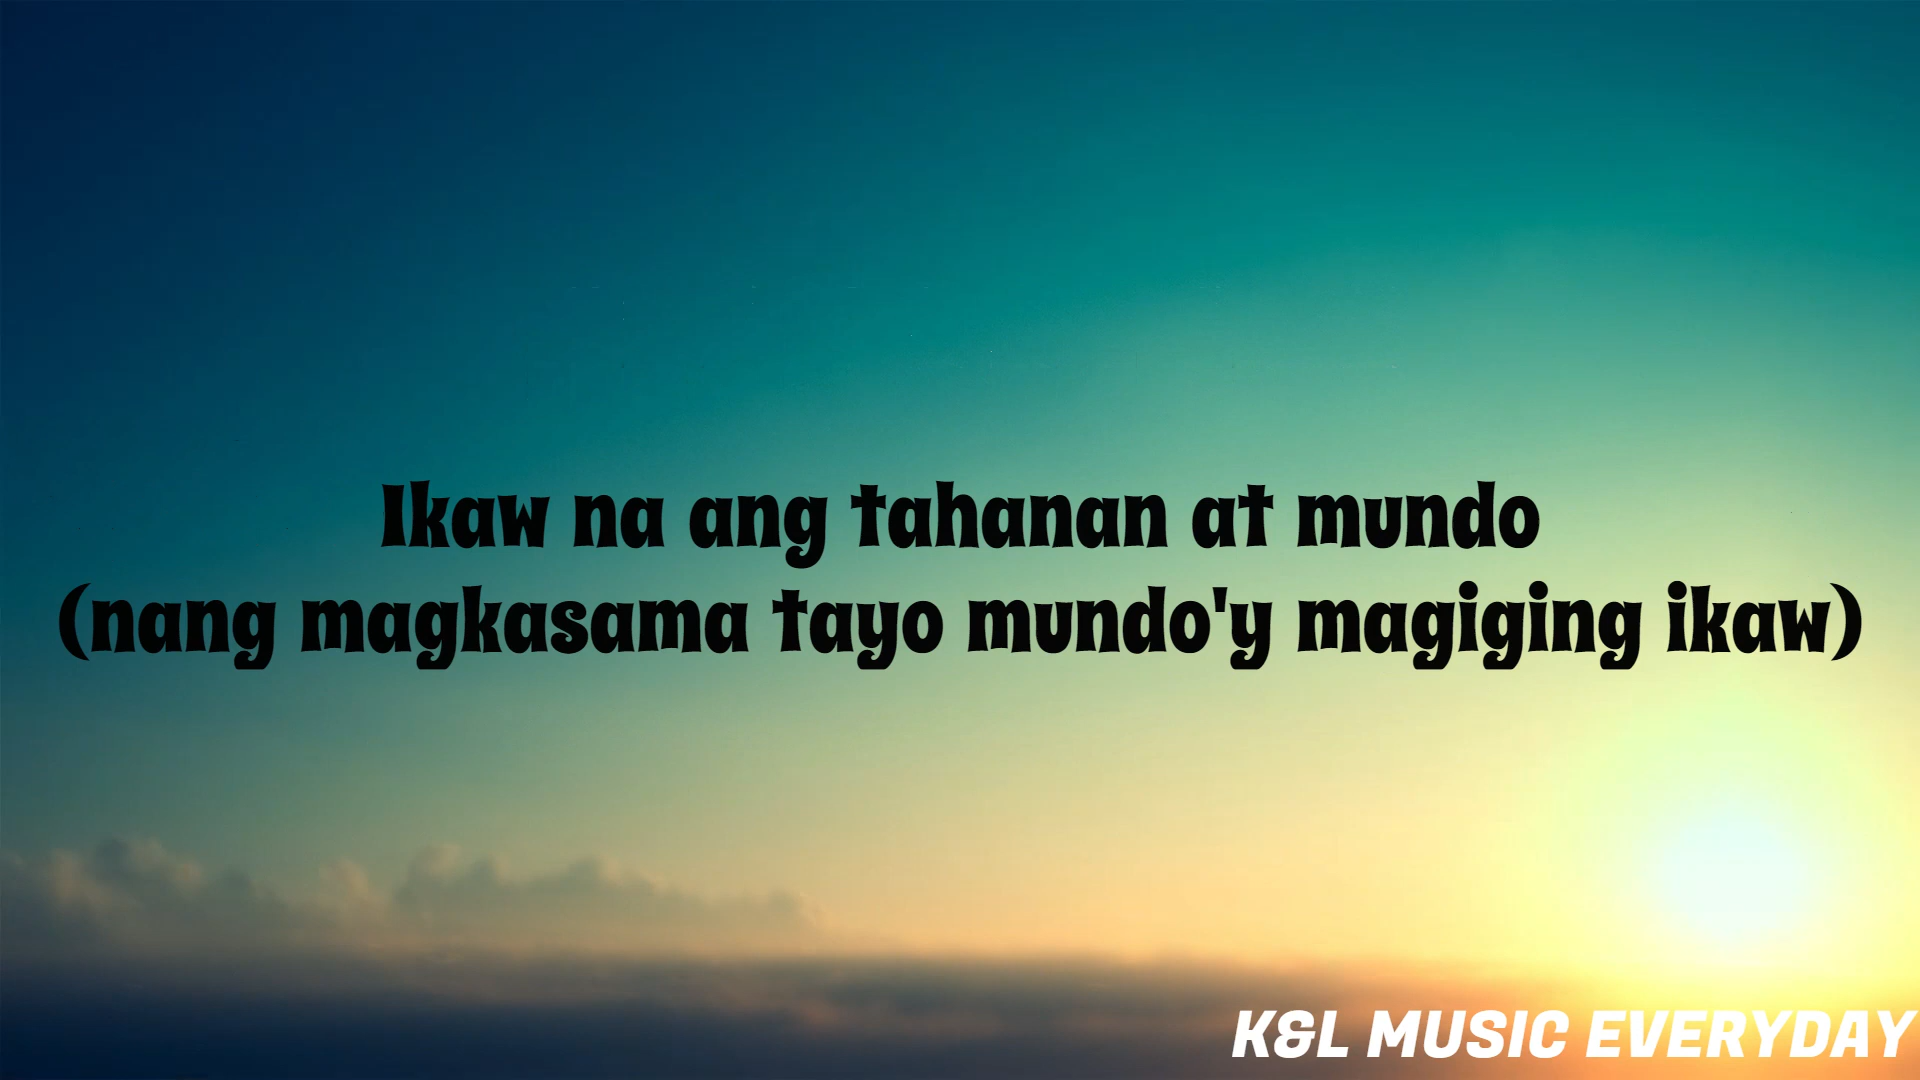 Ikaw na ang tahanan at mundo
(nang magkasama tayo mundo'y magiging ikaw)
K&L MUSIC EVERYDAY